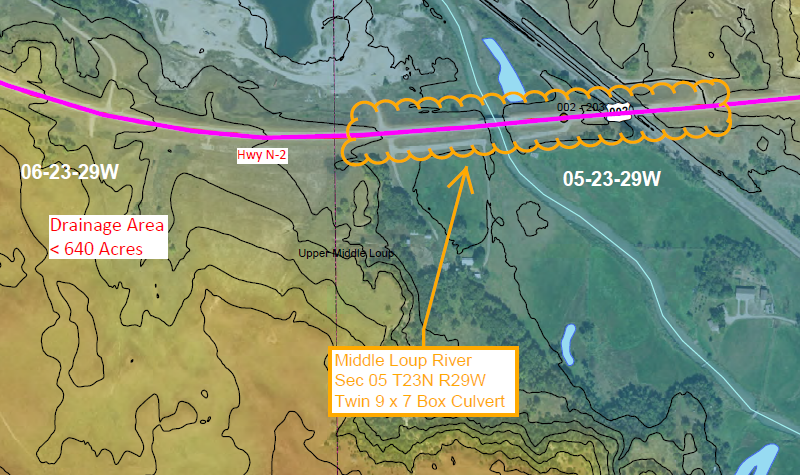 002 - 203
Hwy N-2
06-23-29W
05-23-29W
Drainage Area
< 640 Acres
Upper Middle Loup
Middle Loup River
Sec 05 T23N R29W
Twin 9 x 7 Box Culvert